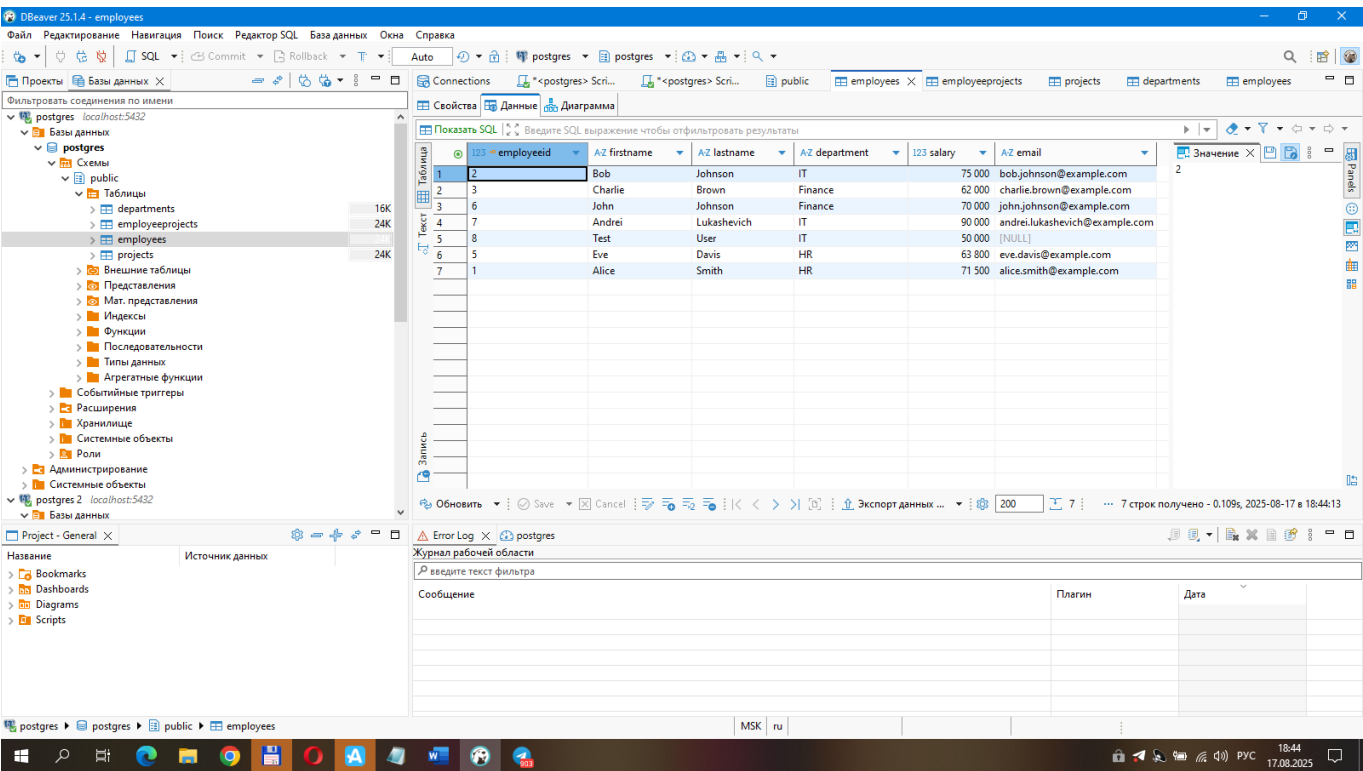 DBeaver 25.1.4 - employees
Файл Редактирование Навигация Поиск Редактор SQL База данных Окна Справка
SQL Commit Rollback T Auto postgres postgres
Проекты Базы данных
Фильтровать соединения по имени
postgres localhost:5432
Базы данных
postgres
Схемы
public
Таблицы
departments 16K
employeeprojects 24K
employees 24K
projects 24K
Внешние таблицы
Представления
Мат. представления
Индексы
Функции
Последовательности
Типы данных
Агрегатные функции
Событийные триггеры
Расширения
Хранилище
Системные объекты
Роли
Администрирование
Системные объекты
postgres 2 localhost:5432
Базы данных
Connections *<postgres> Scri... *<postgres> Scri... public employees employeeprojects projects departments employees
Свойства Данные Диаграмма
Показать SQL Введите SQL выражение чтобы отфильтровать результаты
Таблица
Текст
Запись
123 employeeid A-Z firstname A-Z lastname A-Z department 123 salary A-Z email
1 2 Bob Johnson IT 75 000 bob.johnson@example.com
2 3 Charlie Brown Finance 62 000 charlie.brown@example.com
3 6 John Johnson Finance 70 000 john.johnson@example.com
4 7 Andrei Lukashevich IT 90 000 andrei.lukashevich@example.com
5 8 Test User IT 50 000 [NULL]
6 5 Eve Davis HR 63 800 eve.davis@example.com
7 1 Alice Smith HR 71 500 alice.smith@example.com
Значение
2
Panels
Обновить Save Cancel Экспорт данных ... 200 7 ... 7 строк получено - 0.109s, 2025-08-17 в 18:44:13
Project - General
Название Источник данных
Bookmarks
Dashboards
Diagrams
Scripts
Error Log postgres
Журнал рабочей области
введите текст фильтра
Сообщение Плагин Дата
postgres postgres public employees
MSK ru
903
РУС
18:44
17.08.2025